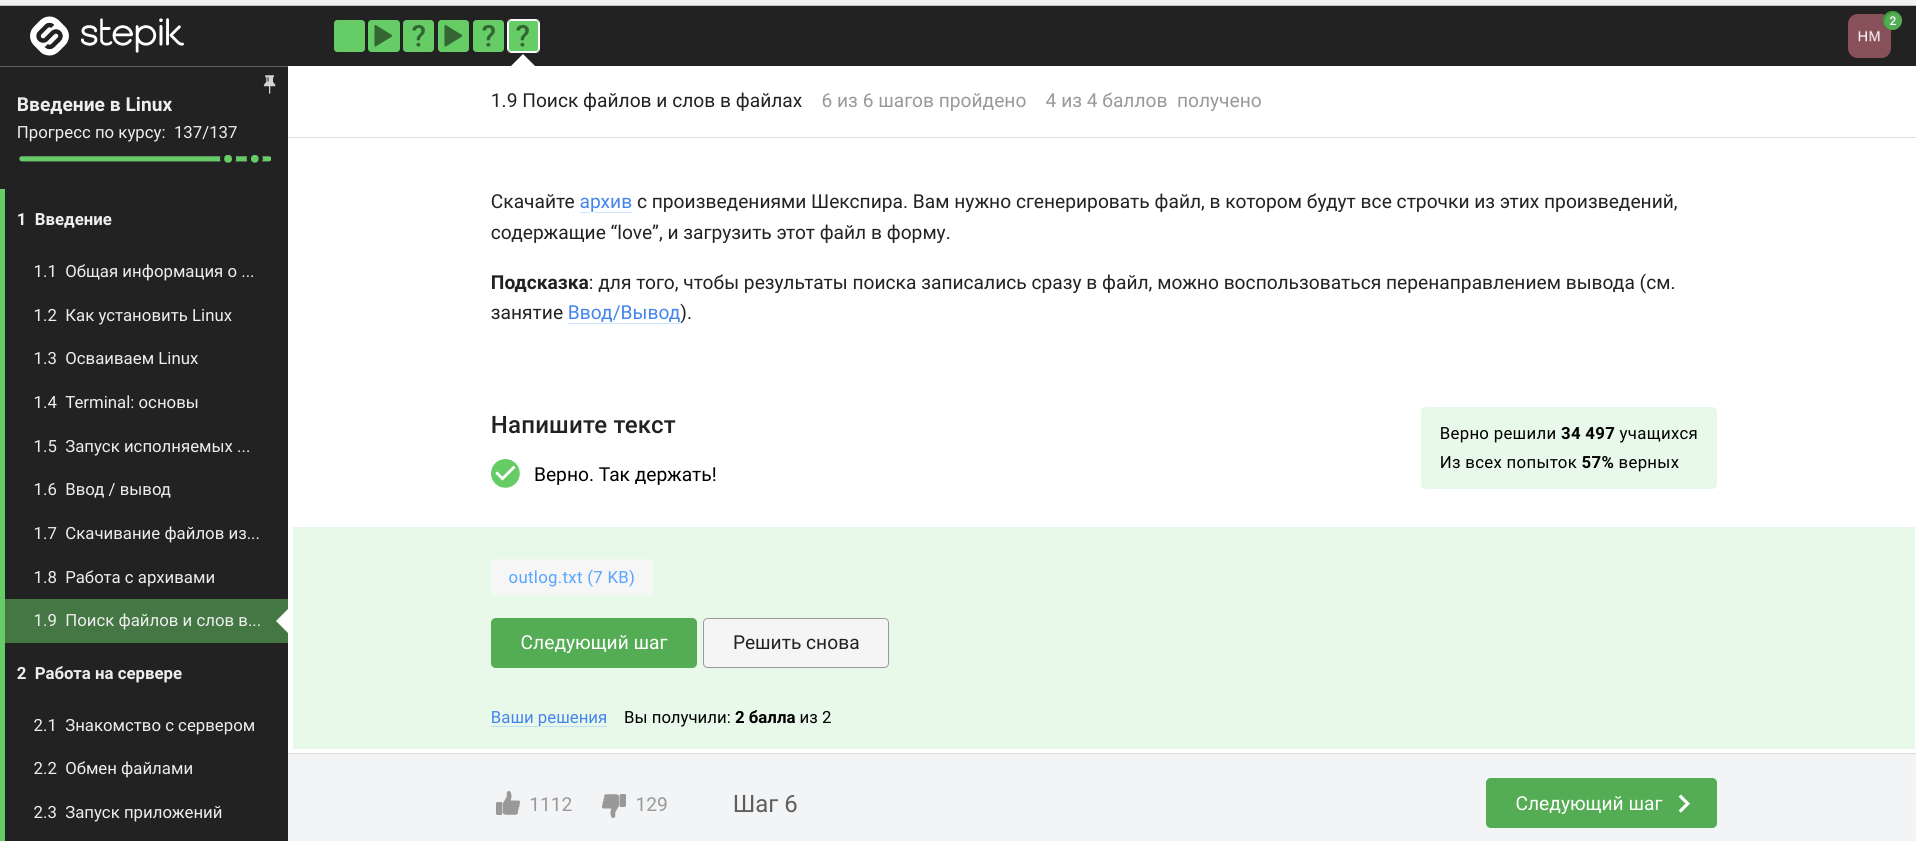 stepik
?
?
?
НМ
2
Введение в Linux
Прогресс по курсу: 137/137
1 Введение
1.1 Общая информация о ...
1.2 Как установить Linux
1.3 Осваиваем Linux
1.4 Terminal: основы
1.5 Запуск исполняемых ...
1.6 Ввод / вывод
1.7 Скачивание файлов из...
1.8 Работа с архивами
1.9 Поиск файлов и слов в...
2 Работа на сервере
2.1 Знакомство с сервером
2.2 Обмен файлами
2.3 Запуск приложений
1.9 Поиск файлов и слов в файлах 6 из 6 шагов пройдено 4 из 4 баллов получено
Скачайте архив с произведениями Шекспира. Вам нужно сгенерировать файл, в котором будут все строчки из этих произведений,
содержащие “love”, и загрузить этот файл в форму.
Подсказка: для того, чтобы результаты поиска записались сразу в файл, можно воспользоваться перенаправлением вывода (см.
занятие Ввод/Вывод).
Напишите текст
Верно. Так держать!
Верно решили 34 497 учащихся
Из всех попыток 57% верных
outlog.txt (7 KB)
Следующий шаг
Решить снова
Ваши решения Вы получили: 2 балла из 2
1112
129
Шаг 6
Следующий шаг